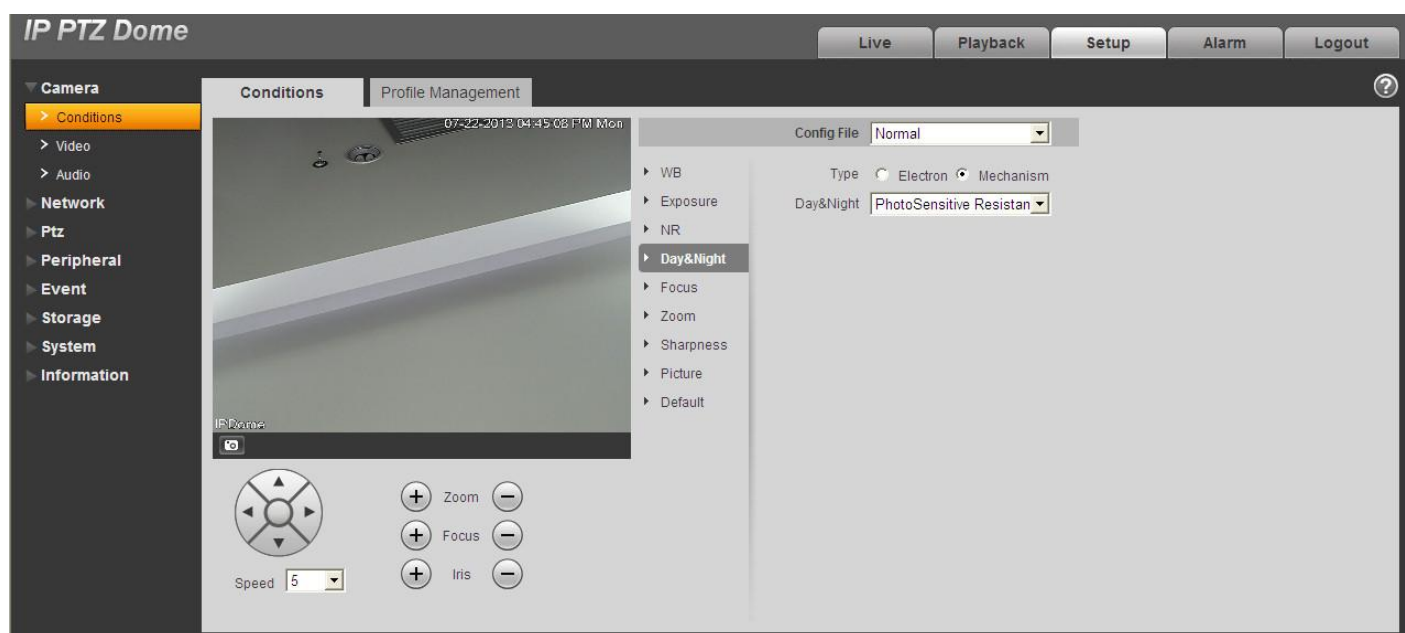 IP PTZ Dome
Live Playback Setup Alarm Logout
Camera
Conditions
Video
Audio
Network
Ptz
Peripheral
Event
Storage
System
Information
Conditions Profile Management
?
07-22-2013 04:45:08 PM Mon
IPDome
Zoom
Focus
Iris
Speed 5
WB
Exposure
NR
Day&Night
Focus
Zoom
Sharpness
Picture
Default
Config File Normal
Type Electron Mechanism
Day&Night PhotoSensitive Resistan